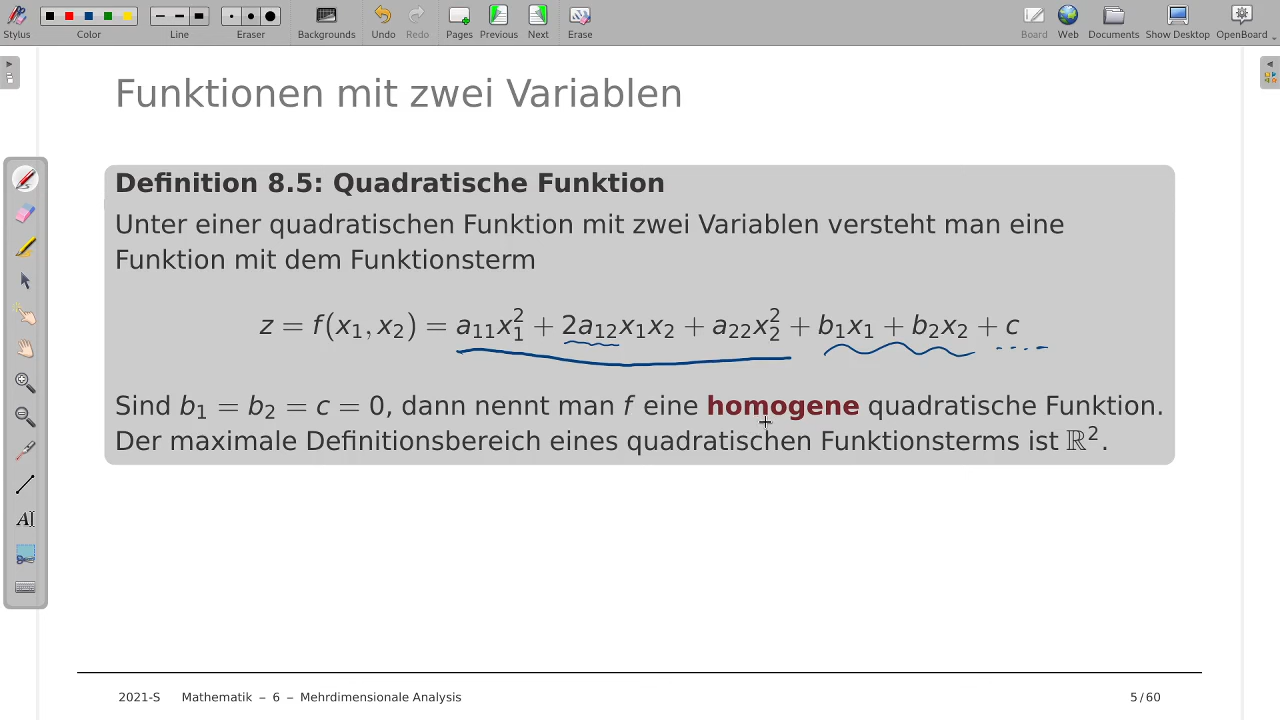 Stylus Color Line Eraser Backgrounds Undo Redo Pages Previous Next Erase Board Web Documents Show Desktop OpenBoard
Funktionen mit zwei Variablen
Definition 8.5: Quadratische Funktion
Unter einer quadratischen Funktion mit zwei Variablen versteht man eine
Funktion mit dem Funktionsterm
z = f(x₁, x₂) = a₁₁x₁² + 2a₁₂x₁x₂ + a₂₂x₂² + b₁x₁ + b₂x₂ + c
Sind b₁ = b₂ = c = 0, dann nennt man f eine homogene quadratische Funktion.
Der maximale Definitionsbereich eines quadratischen Funktionsterms ist ℝ².
2021-S Mathematik – 6 – Mehrdimensionale Analysis 5/60